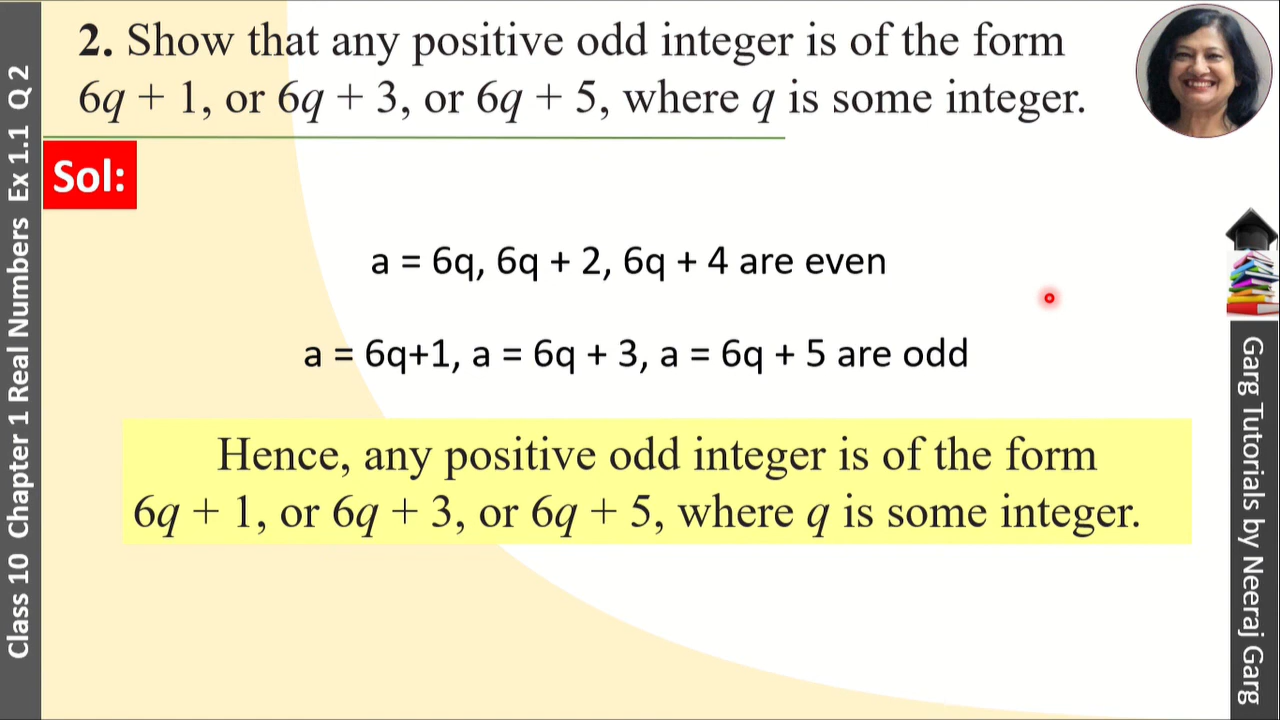 2. Show that any positive odd integer is of the form
6q + 1, or 6q + 3, or 6q + 5, where q is some integer.
Sol:
a = 6q, 6q + 2, 6q + 4 are even
a = 6q+1, a = 6q + 3, a = 6q + 5 are odd
Hence, any positive odd integer is of the form
6q + 1, or 6q + 3, or 6q + 5, where q is some integer.
Class 10 Chapter 1 Real Numbers Ex 1.1 Q 2
Garg Tutorials by Neeraj Garg